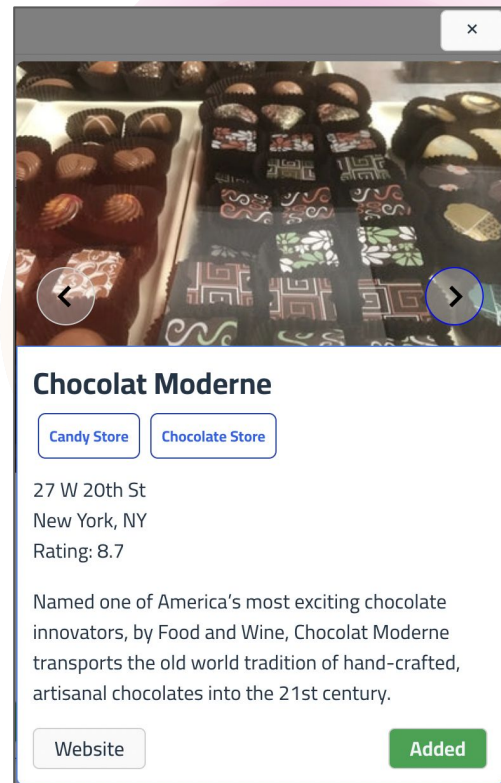 ×
Chocolat Moderne
Candy Store Chocolate Store
27 W 20th St
New York, NY
Rating: 8.7
Named one of America’s most exciting chocolate
innovators, by Food and Wine, Chocolat Moderne
transports the old world tradition of hand-crafted,
artisanal chocolates into the 21st century.
Website Added